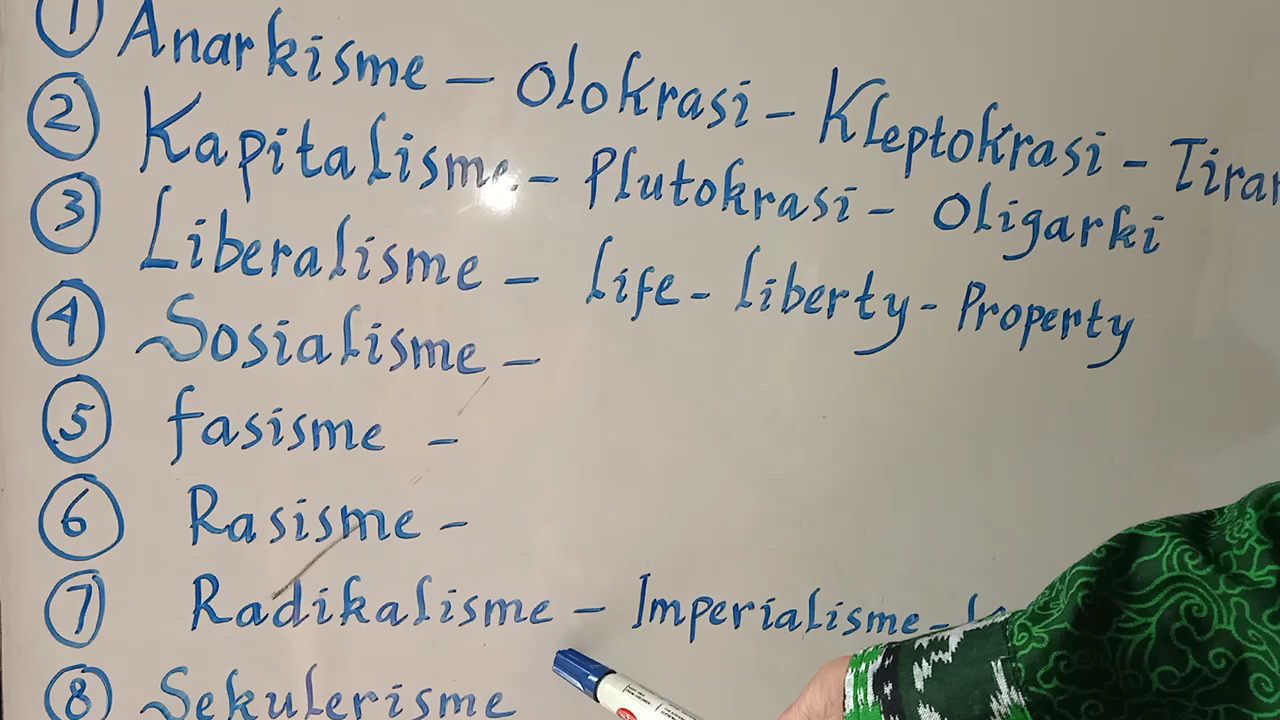 1 Anarkisme - Olokrasi - Kleptokrasi - Tiran
2 Kapitalisme - Plutokrasi - Oligarki
3 Liberalisme - Life - Liberty - Property
4 Sosialisme -
5 fasisme -
6 Rasisme -
7 Radikalisme - Imperialisme -
8 Sekulerisme